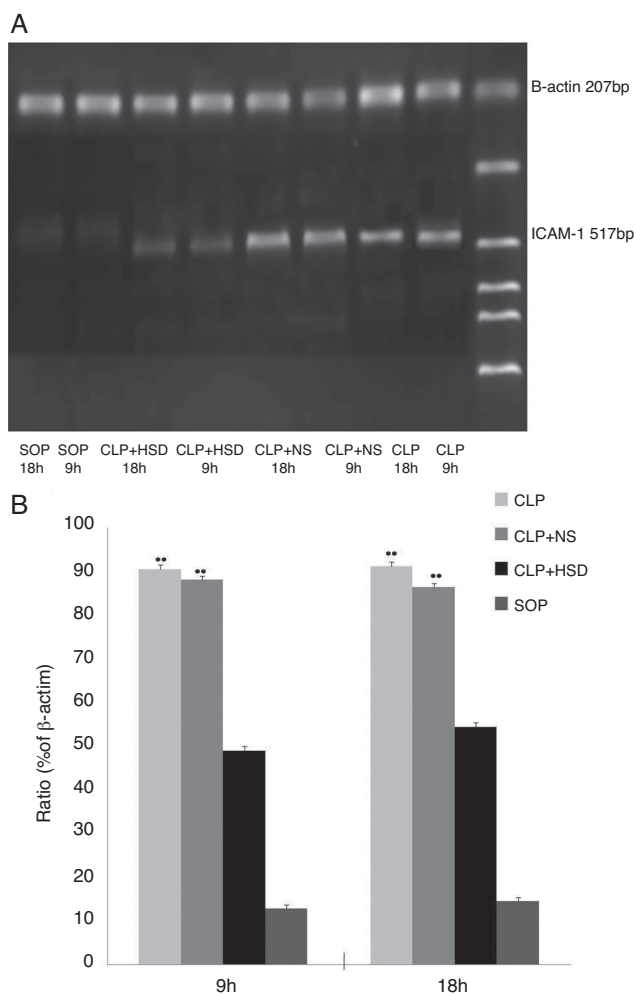 A
B-actin 207bp
ICAM-1 517bp
SOP SOP CLP+HSD CLP+HSD CLP+NS CLP+NS CLP CLP
18h 9h 18h 9h 18h 9h 18h 9h
B
100
90
80
70
60
50
40
30
20
10
0
Ratio (%of β-actim)
** ** ** **
CLP
CLP+NS
CLP+HSD
SOP
9h 18h